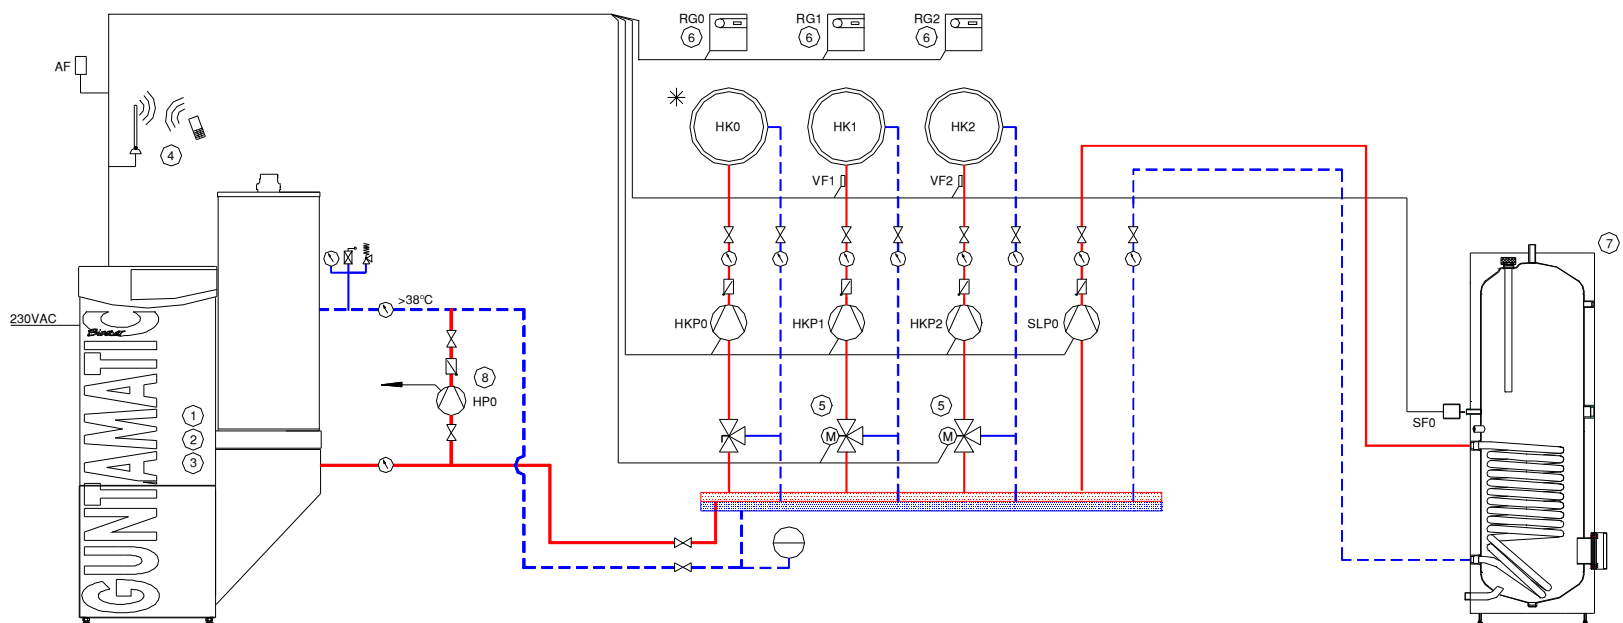 RG0
6
RG1
6
RG2
6
AF
4
HK0
HK1
HK2
VF1
VF2
7
>38°C
230VAC
Biostar
GUNTAMATIC
HKP0
HKP1
HKP2
SLP0
8
HP0
1
2
3
5
M
5
M
SF0